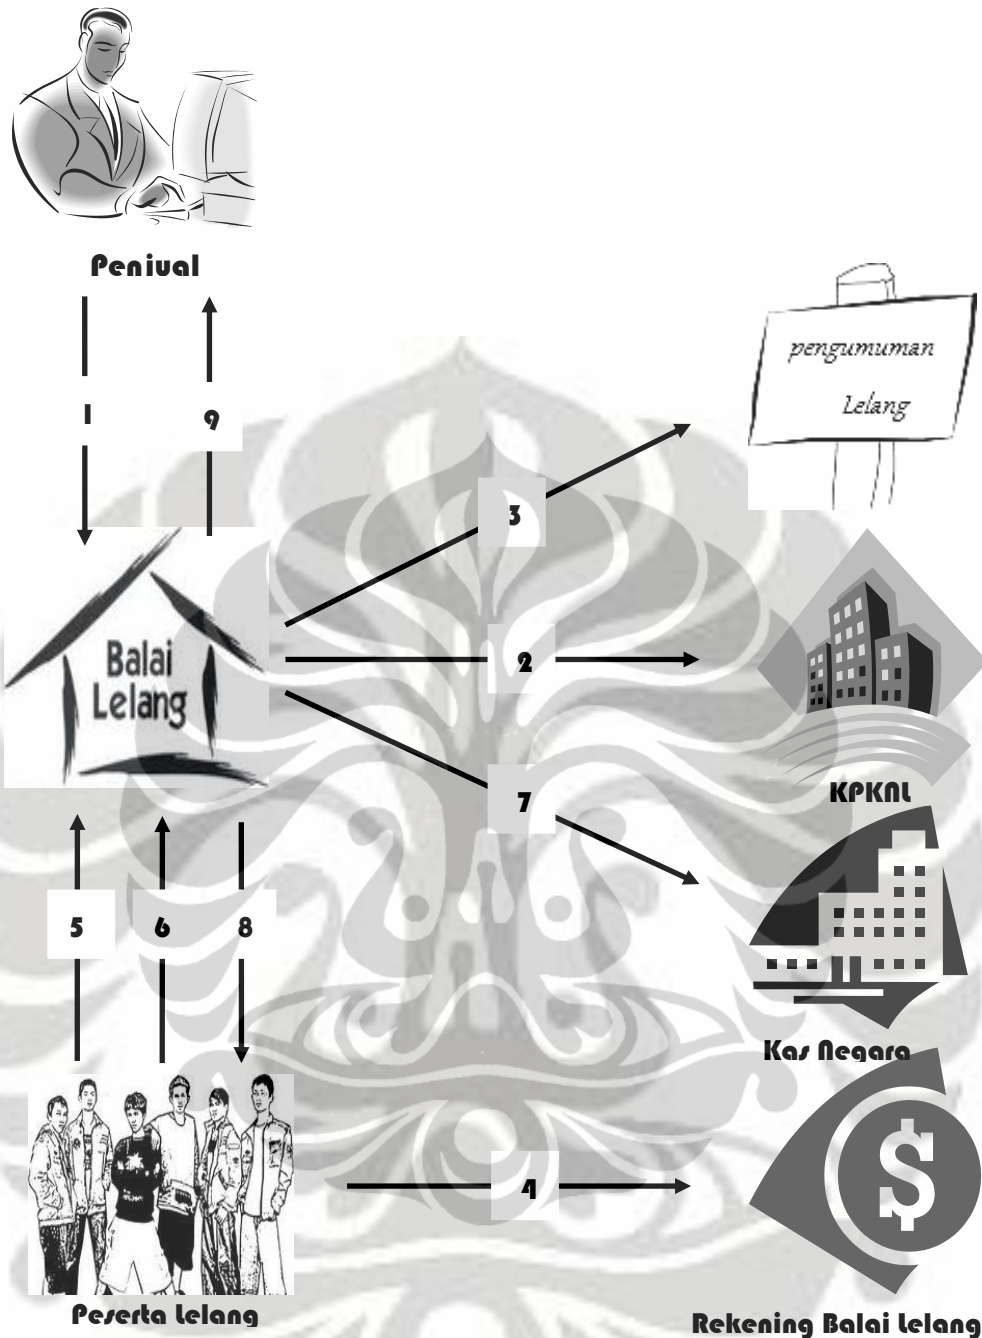 Penjual
pengumuman
Lelang
1
9
3
Balai
Lelang
2
7
KPKNL
5
6
8
Kas Negara
4
Peserta Lelang
Rekening Balai Lelang
$